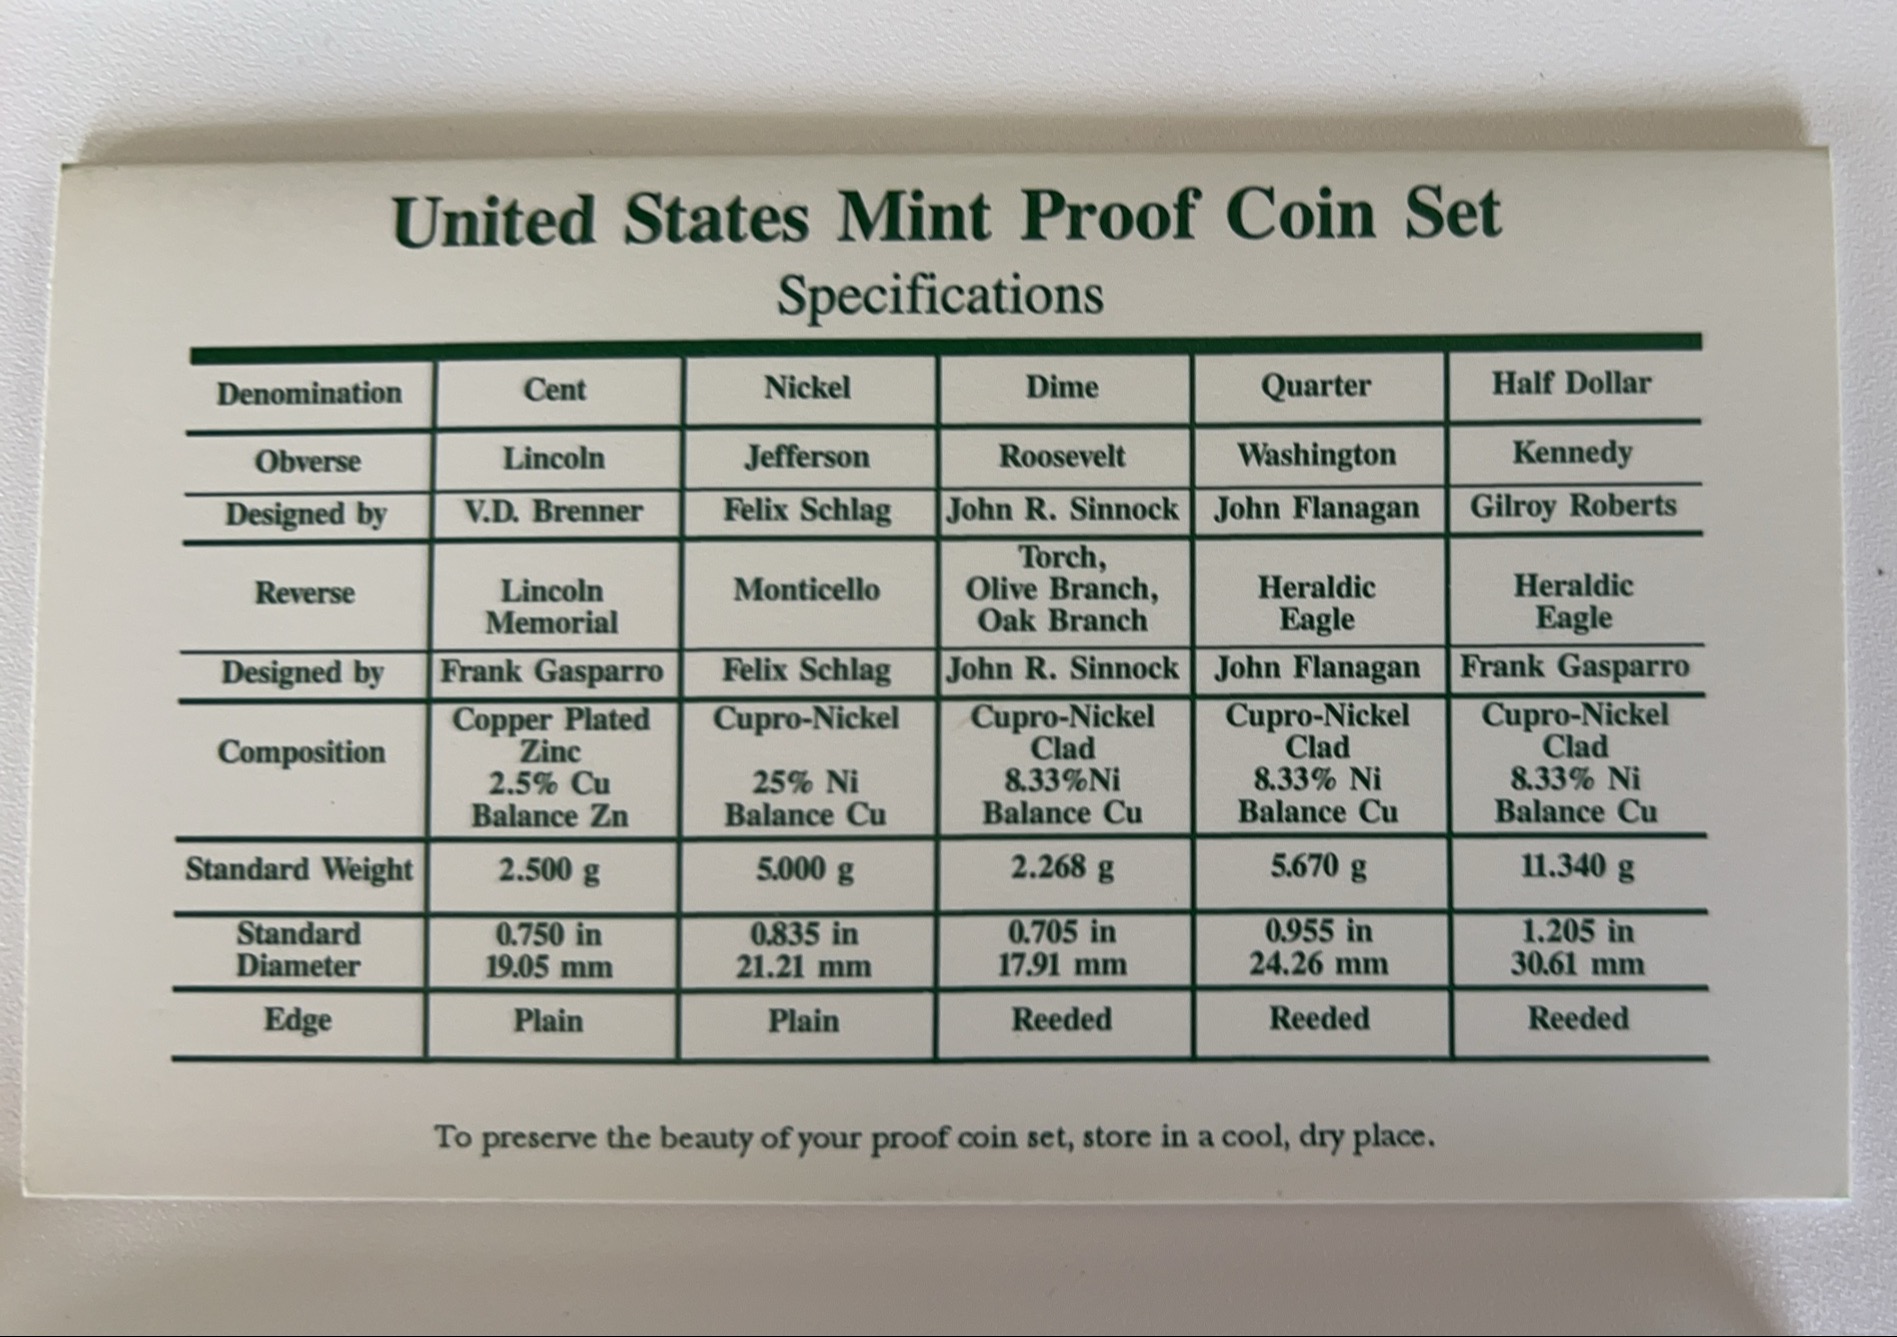 United States Mint Proof Coin Set
Specifications
Denomination Cent Nickel Dime Quarter Half Dollar
Obverse Lincoln Jefferson Roosevelt Washington Kennedy
Designed by V.D. Brenner Felix Schlag John R. Sinnock John Flanagan Gilroy Roberts
Torch,
Reverse Lincoln Monticello Olive Branch, Heraldic Heraldic
Memorial Oak Branch Eagle Eagle
Designed by Frank Gasparro Felix Schlag John R. Sinnock John Flanagan Frank Gasparro
Copper Plated Cupro-Nickel Cupro-Nickel Cupro-Nickel Cupro-Nickel
Composition Zinc Clad Clad Clad
2.5% Cu 25% Ni 8.33%Ni 8.33% Ni 8.33% Ni
Balance Zn Balance Cu Balance Cu Balance Cu Balance Cu
Standard Weight 2.500 g 5.000 g 2.268 g 5.670 g 11.340 g
Standard 0.750 in 0.835 in 0.705 in 0.955 in 1.205 in
Diameter 19.05 mm 21.21 mm 17.91 mm 24.26 mm 30.61 mm
Edge Plain Plain Reeded Reeded Reeded
To preserve the beauty of your proof coin set, store in a cool, dry place.